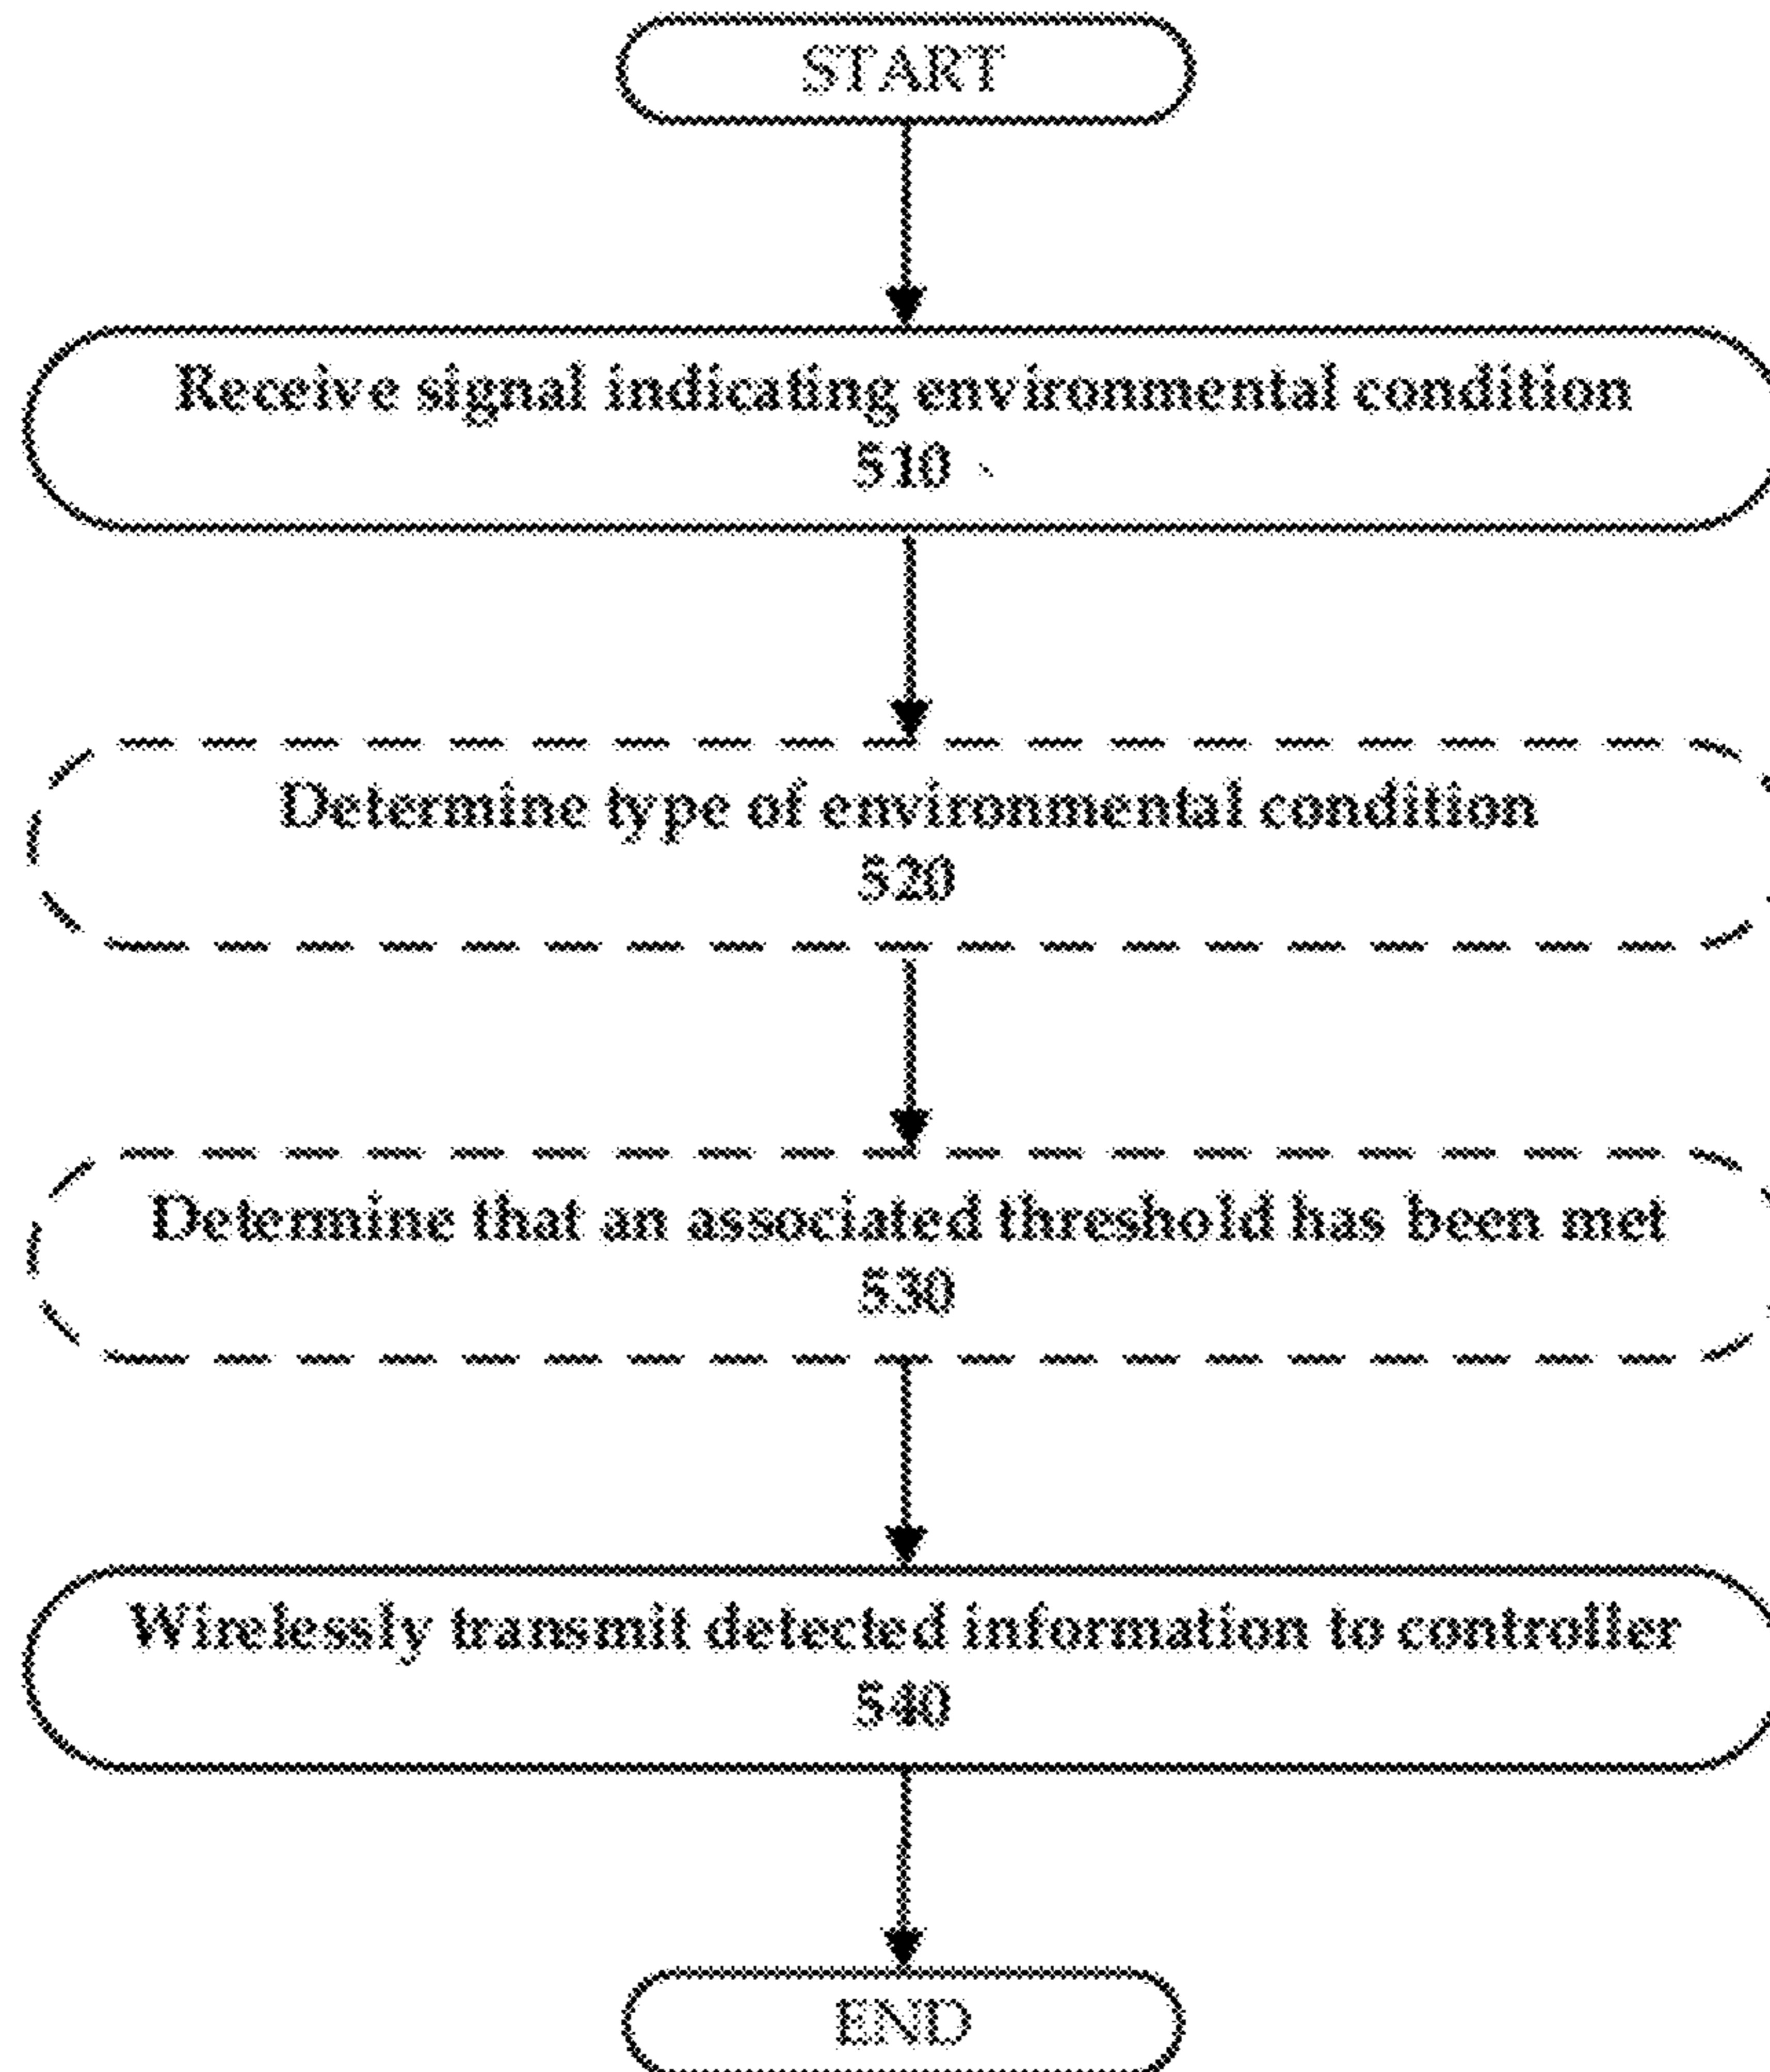 START
Receive signal indicating environmental condition
510
Determine type of environmental condition
520
Determine that an associated threshold has been met
530
Wirelessly transmit detected information to controller
540
END